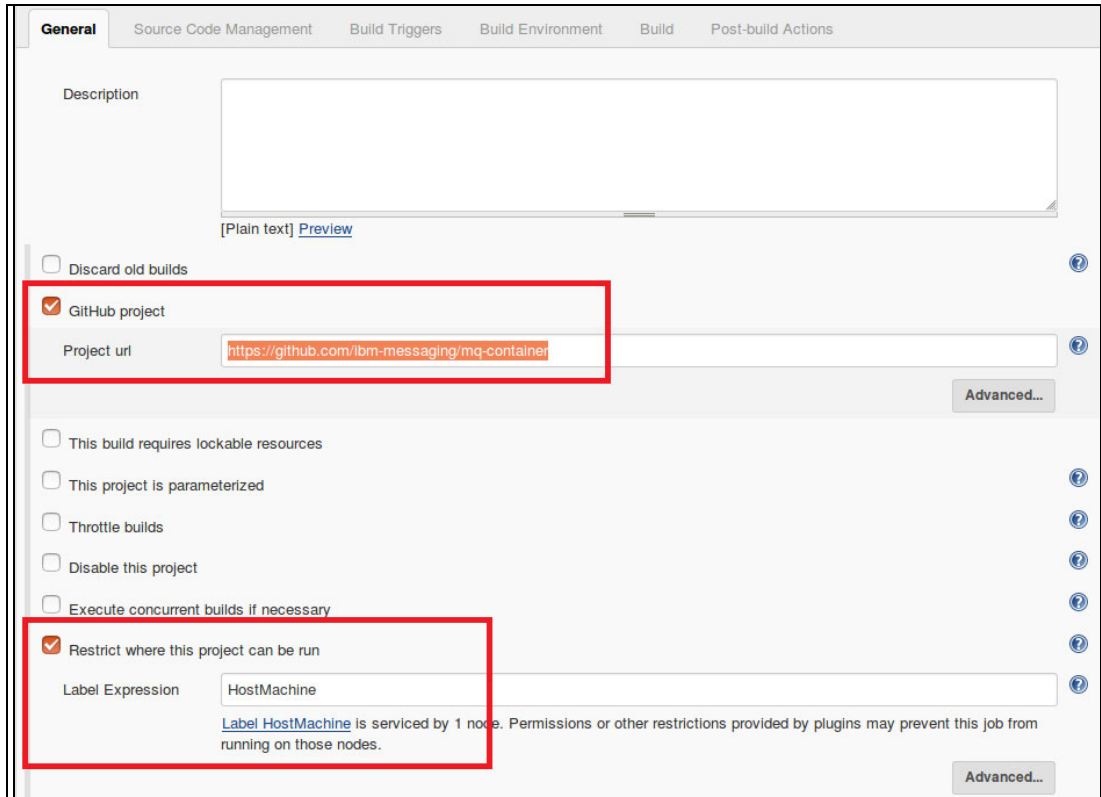 General Source Code Management Build Triggers Build Environment Build Post-build Actions
Description
[Plain text] Preview
Discard old builds
GitHub project
Project url https://github.com/ibm-messaging/mq-container
Advanced...
This build requires lockable resources
This project is parameterized
Throttle builds
Disable this project
Execute concurrent builds if necessary
Restrict where this project can be run
Label Expression HostMachine
Label HostMachine is serviced by 1 node. Permissions or other restrictions provided by plugins may prevent this job from
running on those nodes.
Advanced...